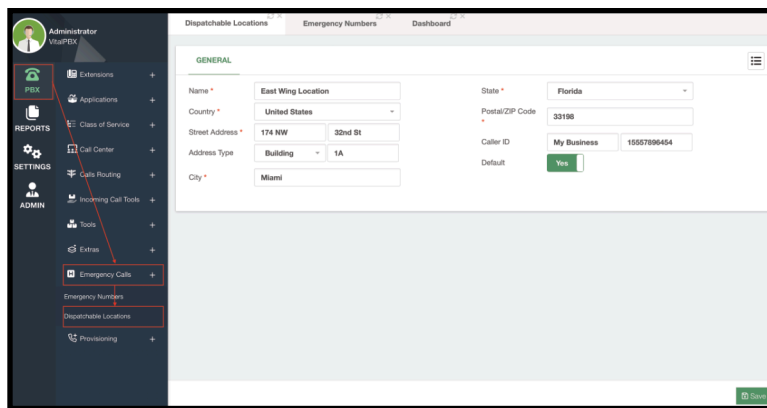 Administrator
VitalPBX
PBX
REPORTS
SETTINGS
ADMIN
Extensions +
Applications +
Class of Service +
Call Center +
Calls Routing +
Incoming Call Tools +
Tools +
Extras +
Emergency Calls +
Emergency Numbers
Dispatchable Locations
Provisioning +
Dispatchable Locations
Emergency Numbers
Dashboard
GENERAL
Name * East Wing Location
Country * United States
Street Address * 174 NW 32nd St
Address Type Building 1A
City * Miami
State * Florida
Postal/ZIP Code * 33198
Caller ID My Business 15557896454
Default Yes
Save